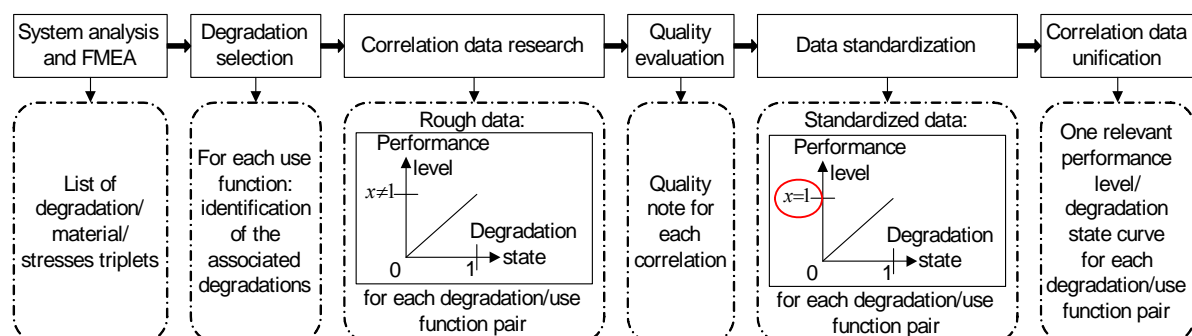 System analysis
and FMEA
Degradation
selection
Correlation data research
Quality
evaluation
Data standardization
Correlation data
unification
List of
degradation/
material/
stresses triplets
For each use
function:
identification
of the
associated
degradations
Rough data:
Performance
level
x≠1
Degradation
state
0
1
for each degradation/use
function pair
Quality
note for
each
correlation
Standardized data:
Performance
level
x=1
Degradation
state
0
1
for each degradation/use
function pair
One relevant
performance
level/
degradation
state curve
for each
degradation/use
function pair